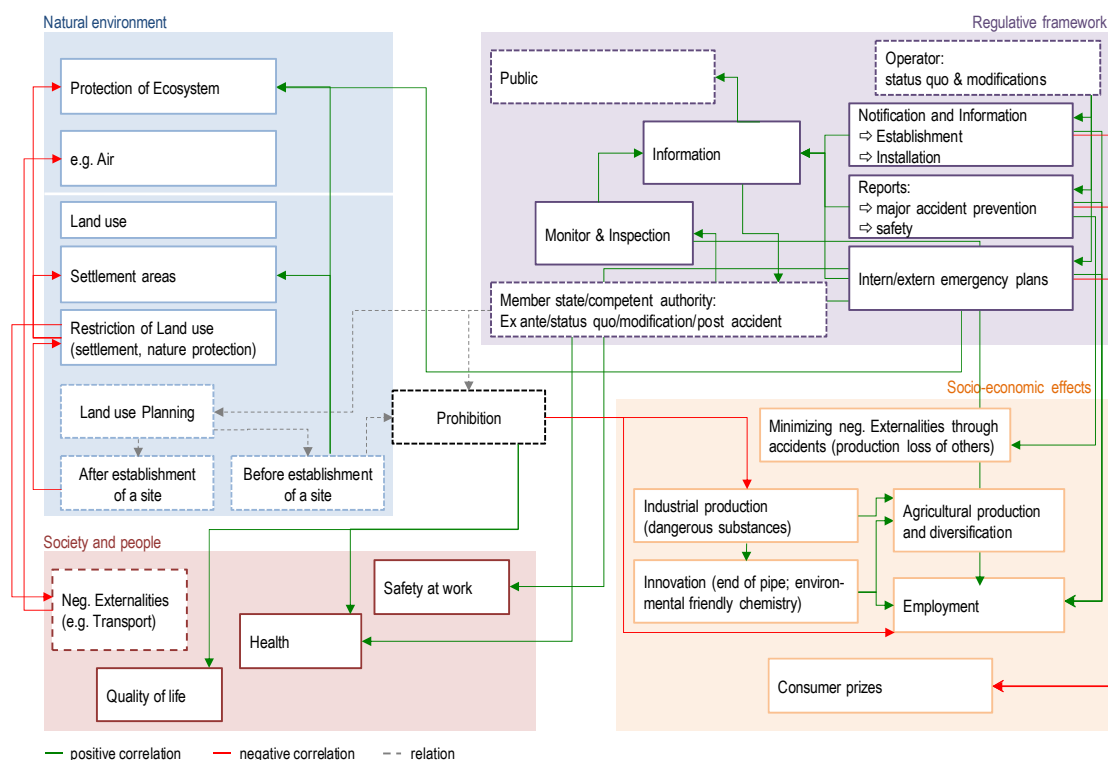 Natural environment
Protection of Ecosystem
e.g. Air
Land use
Settlement areas
Restriction of Land use
(settlement, nature protection)
Land use Planning
After establishment
of a site
Before establishment
of a site
Regulative framework
Public
Operator:
status quo & modifications
Information
Notification and Information
⇨ Establishment
⇨ Installation
Reports:
⇨ major accident prevention
⇨ safety
Monitor & Inspection
Intern/extern emergency plans
Member state/competent authority:
Ex ante/status quo/modification/post accident
Prohibition
Socio-economic effects
Minimizing neg. Externalities through
accidents (production loss of others)
Industrial production
(dangerous substances)
Agricultural production
and diversification
Innovation (end of pipe; environ-
mental friendly chemistry)
Employment
Consumer prizes
Society and people
Neg. Externalities
(e.g. Transport)
Safety at work
Health
Quality of life
positive correlation
negative correlation
relation